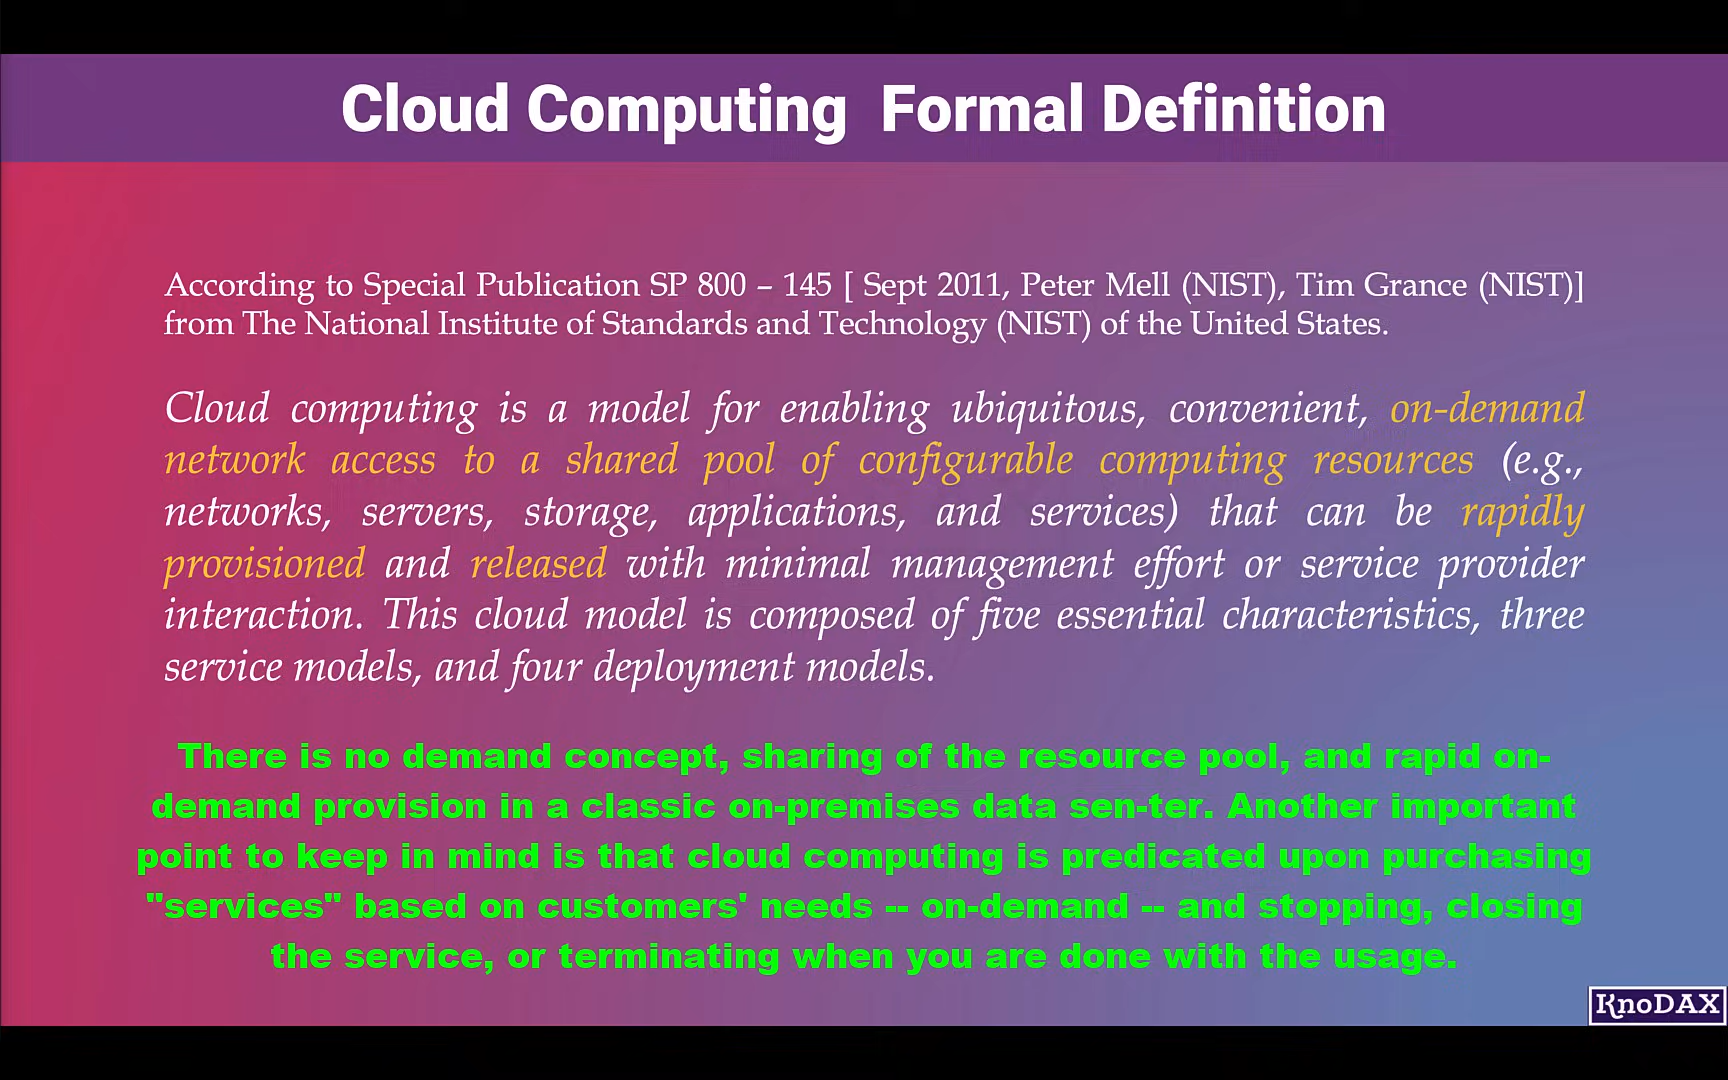 Cloud Computing Formal Definition
According to Special Publication SP 800 – 145 [ Sept 2011, Peter Mell (NIST), Tim Grance (NIST)]
from The National Institute of Standards and Technology (NIST) of the United States.
Cloud computing is a model for enabling ubiquitous, convenient, on-demand
network access to a shared pool of configurable computing resources (e.g.,
networks, servers, storage, applications, and services) that can be rapidly
provisioned and released with minimal management effort or service provider
interaction. This cloud model is composed of five essential characteristics, three
service models, and four deployment models.
There is no demand concept, sharing of the resource pool, and rapid on-
demand provision in a classic on-premises data sen-ter. Another important
point to keep in mind is that cloud computing is predicated upon purchasing
"services" based on customers' needs -- on-demand -- and stopping, closing
the service, or terminating when you are done with the usage.
KnoDAX